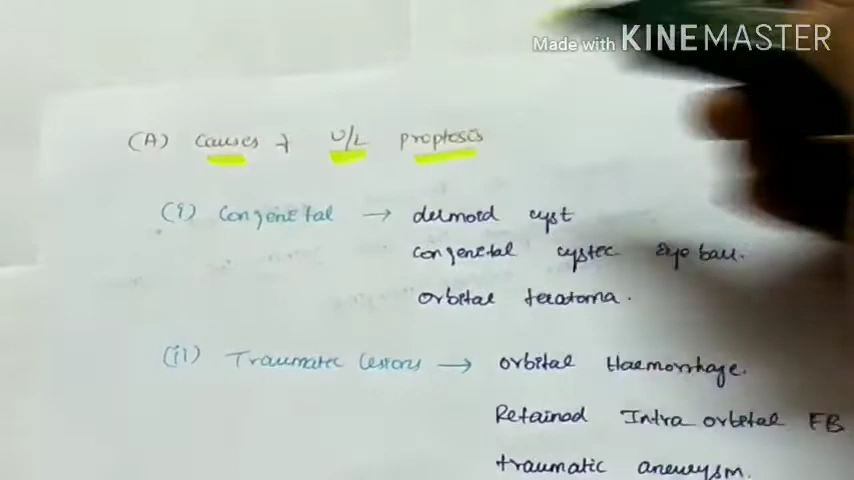 Made with KINEMASTER
(A) Causes of U/L proptosis
(i) Congenital → dermoid cyst
congenital cystic eye ball.
orbital teratoma.
(ii) Traumatic lesions → orbital Haemorrhage.
Retained Intra orbital FB
traumatic aneurysm.